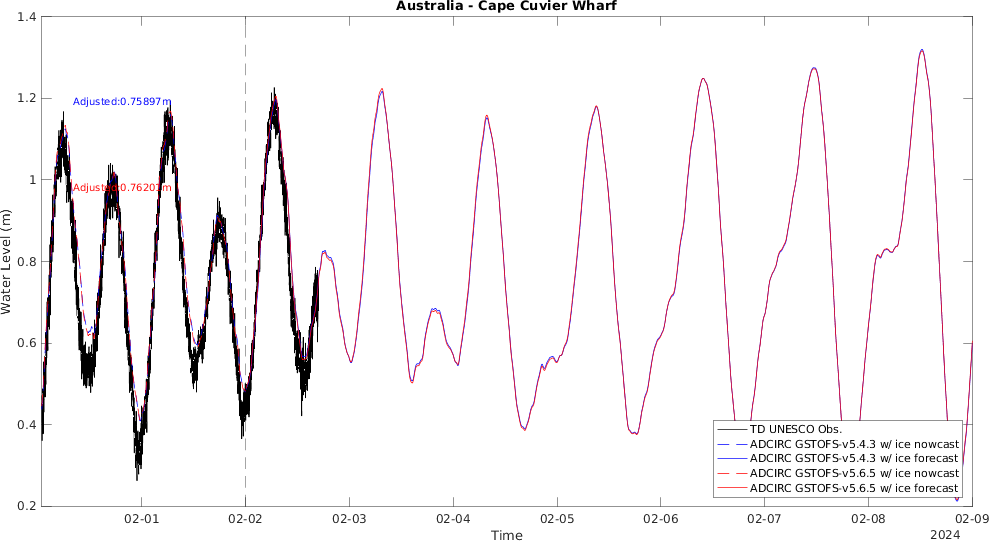 Australia - Cape Cuvier Wharf
1.4
1.2
1
0.8
0.6
0.4
0.2
Water Level (m)
Adjusted:0.75897m
Adjusted:0.76203m
TD UNESCO Obs.
ADCIRC GSTOFS-v5.4.3 w/ ice nowcast
ADCIRC GSTOFS-v5.4.3 w/ ice forecast
ADCIRC GSTOFS-v5.6.5 w/ ice nowcast
ADCIRC GSTOFS-v5.6.5 w/ ice forecast
02-01 02-02 02-03 02-04 02-05 02-06 02-07 02-08 02-09
Time
2024